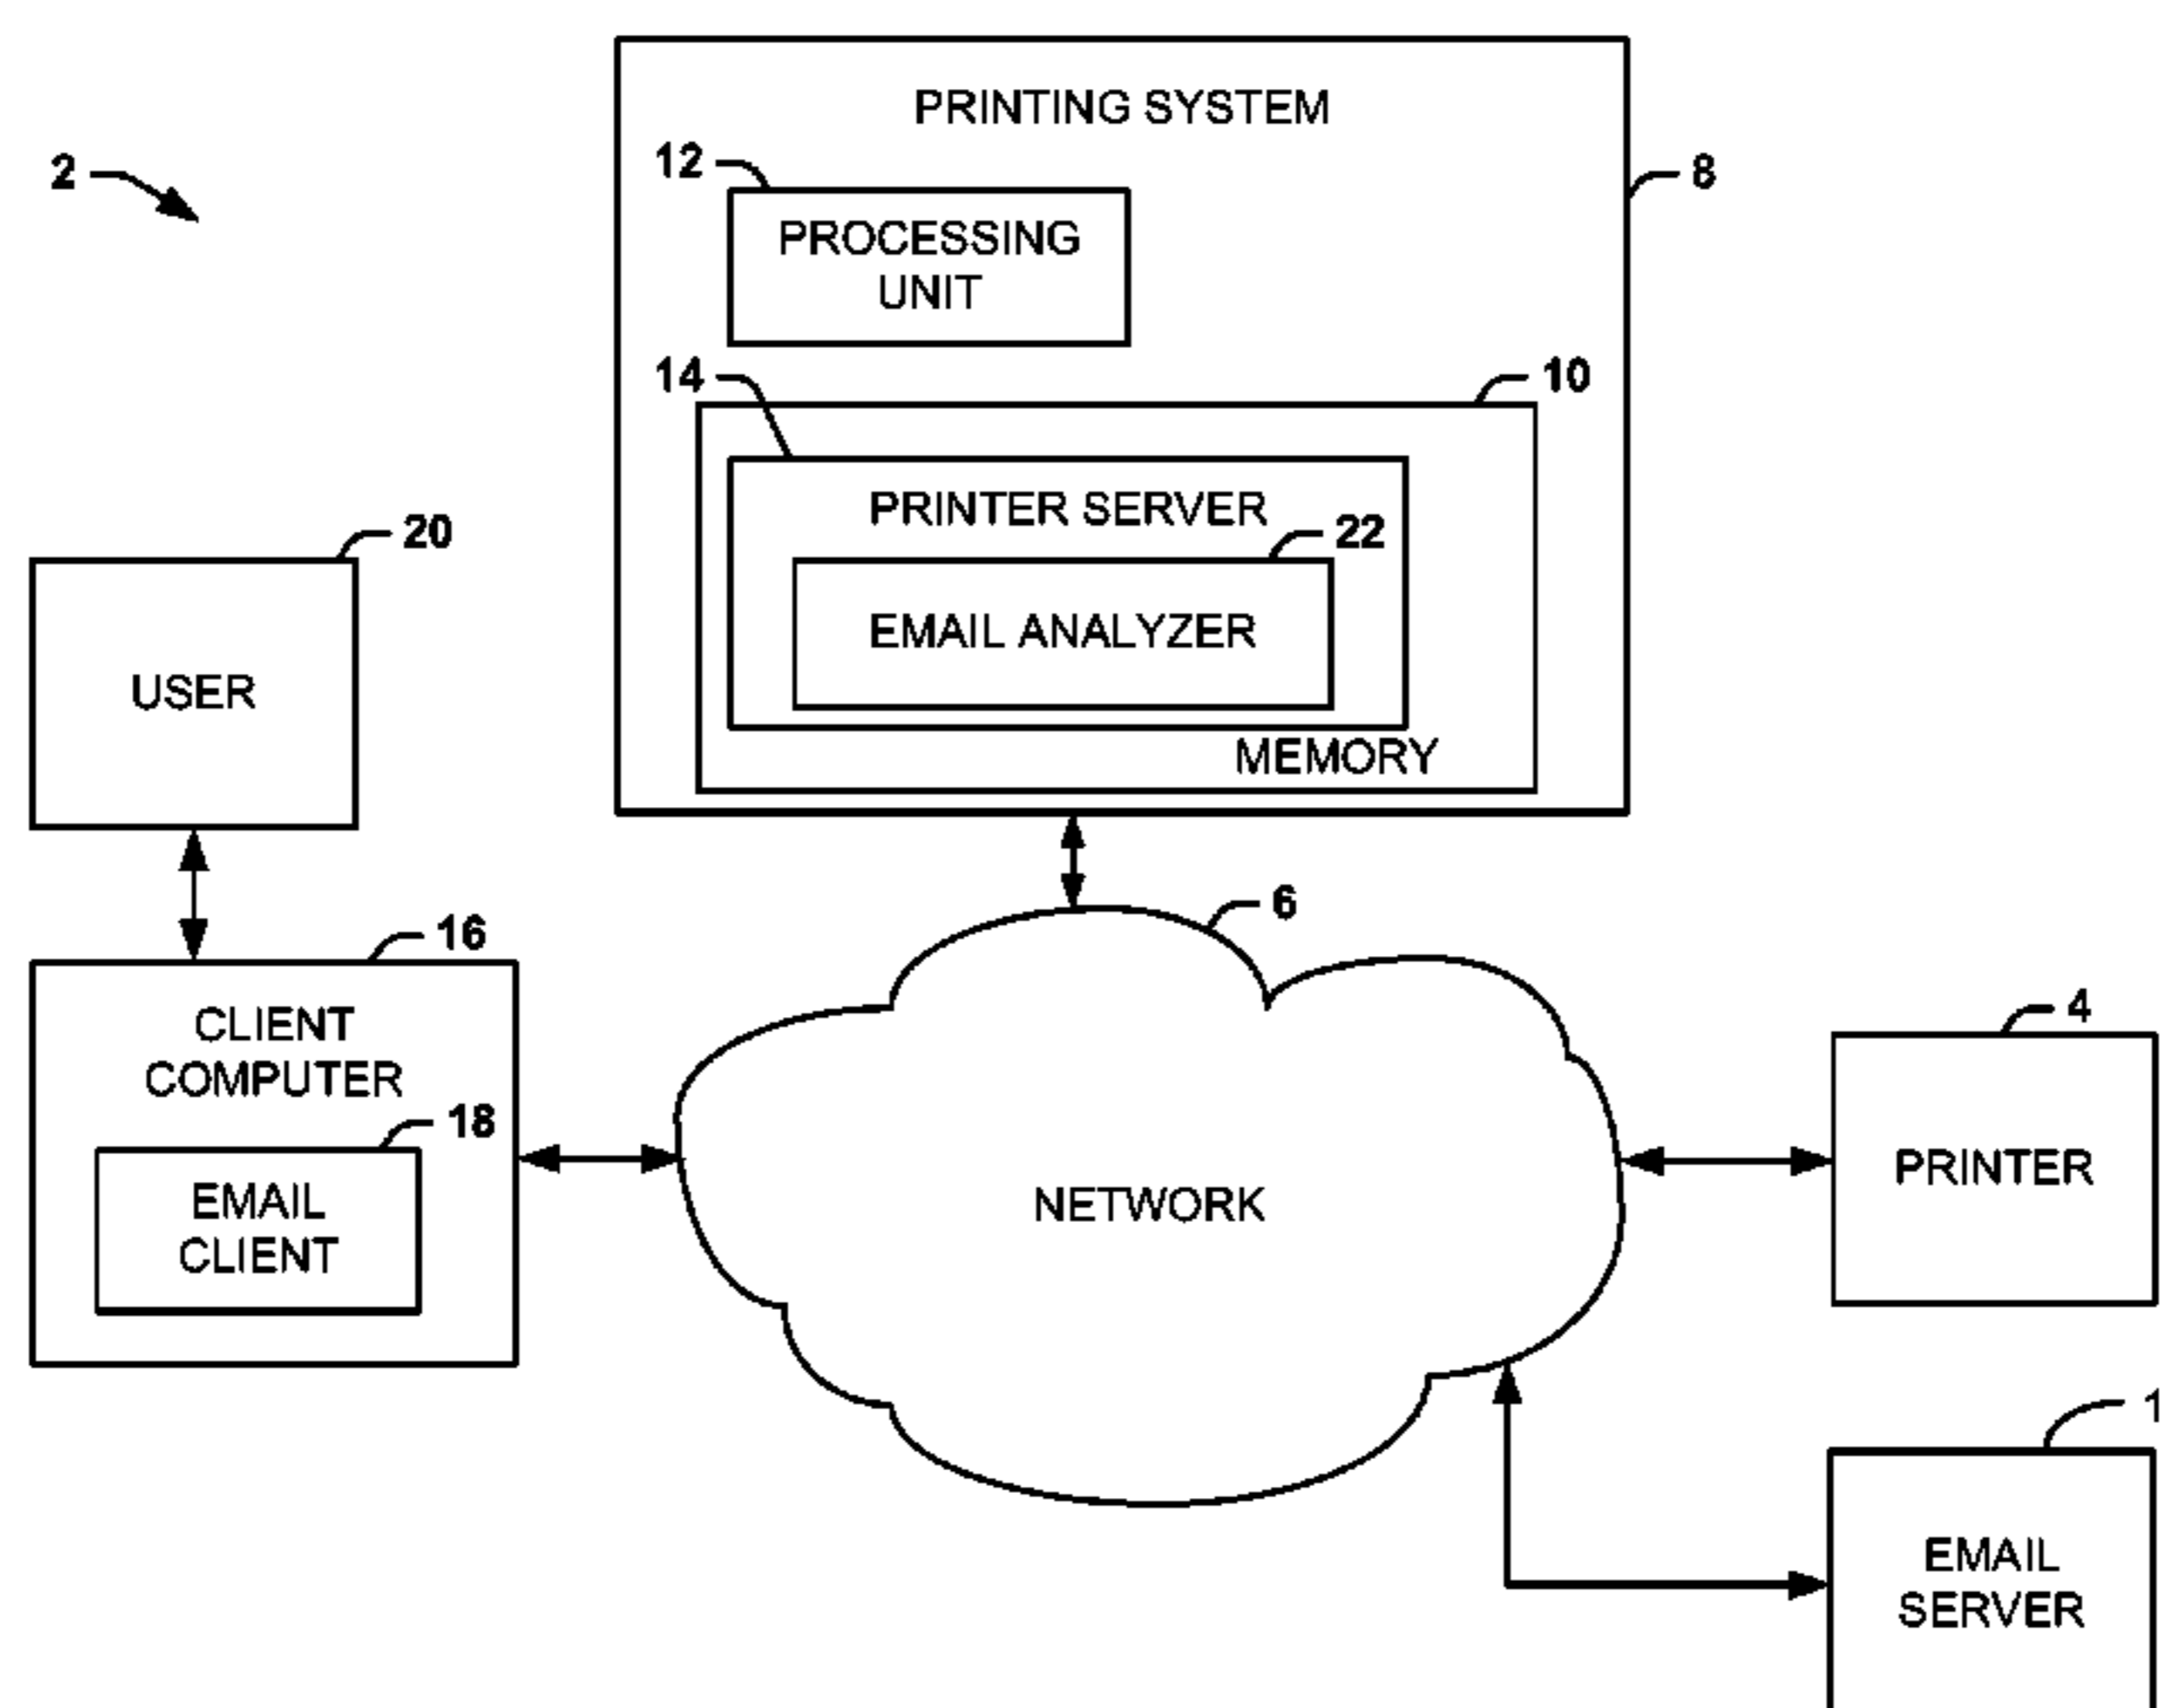 PRINTING SYSTEM
2
12
8
PROCESSING
UNIT
14
10
PRINTER SERVER
22
20
EMAIL ANALYZER
USER
MEMORY
6
16
CLIENT
COMPUTER
4
18
PRINTER
EMAIL
CLIENT
NETWORK
1
EMAIL
SERVER